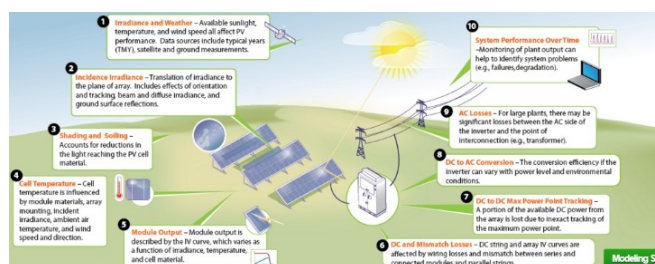 1
Irradiance and Weather – Available sunlight,
temperature, and wind speed all affect PV
performance. Data sources include typical years
(TMY), satellite and ground measurements.
2
Incidence Irradiance – Translation of irradiance to
the plane of array. Includes effects of orientation
and tracking, beam and diffuse irradiance, and
ground surface reflections.
3
Shading and Soiling –
Accounts for reductions
in the light reaching the PV cell
material.
4
Cell Temperature – Cell
temperature is influenced
by module materials, array
mounting, incident
irradiance, ambient air
temperature, and wind
speed and direction.
5
Module Output – Module output is
described by the IV curve, which varies as
a function of irradiance, temperature,
and cell material.
6
DC and Mismatch Losses – DC string and array IV curves are
affected by wiring losses and mismatch between series and
connected modules and parallel strings.
7
DC to DC Max Power Point Tracking –
A portion of the available DC power from
the array is lost due to inexact tracking of
the maximum power point.
8
DC to AC Conversion – The conversion efficiency if the
inverter can vary with power level and environmental
conditions.
9
AC Losses – For large plants, there may be
significant losses between the AC side of
the inverter and the point of
interconnection (e.g., transformer).
10
System Performance Over Time
–Monitoring of plant output can
help to identify system problems
(e.g., failures, degradation).
Modeling S